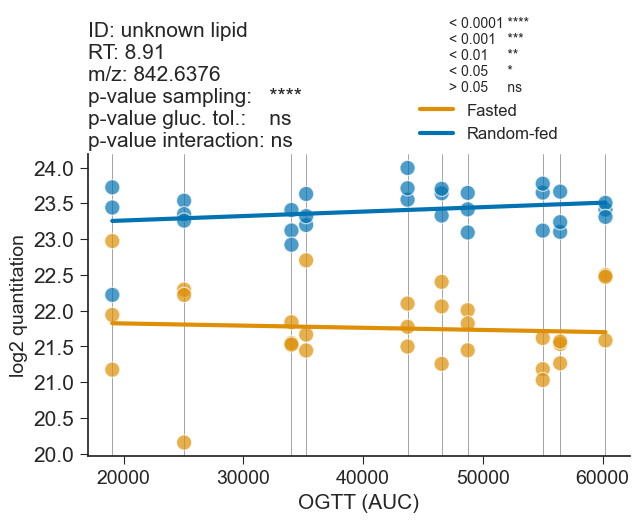 ID: unknown lipid
RT: 8.91
m/z: 842.6376
p-value sampling: ****
p-value gluc. tol.: ns
p-value interaction: ns
< 0.0001 ****
< 0.001 ***
< 0.01 **
< 0.05 *
> 0.05 ns
Fasted
Random-fed
log2 quantitation
24.0
23.5
23.0
22.5
22.0
21.5
21.0
20.5
20.0
20000 30000 40000 50000 60000
OGTT (AUC)